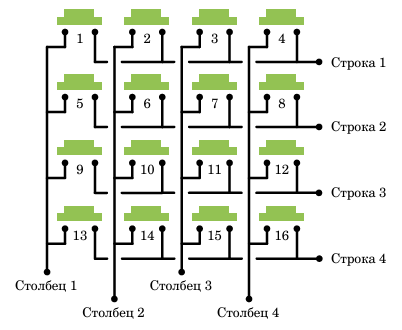 1 2 3 4
Строка 1
5 6 7 8
Строка 2
9 10 11 12
Строка 3
13 14 15 16
Строка 4
Столбец 1 Столбец 3
Столбец 2 Столбец 4